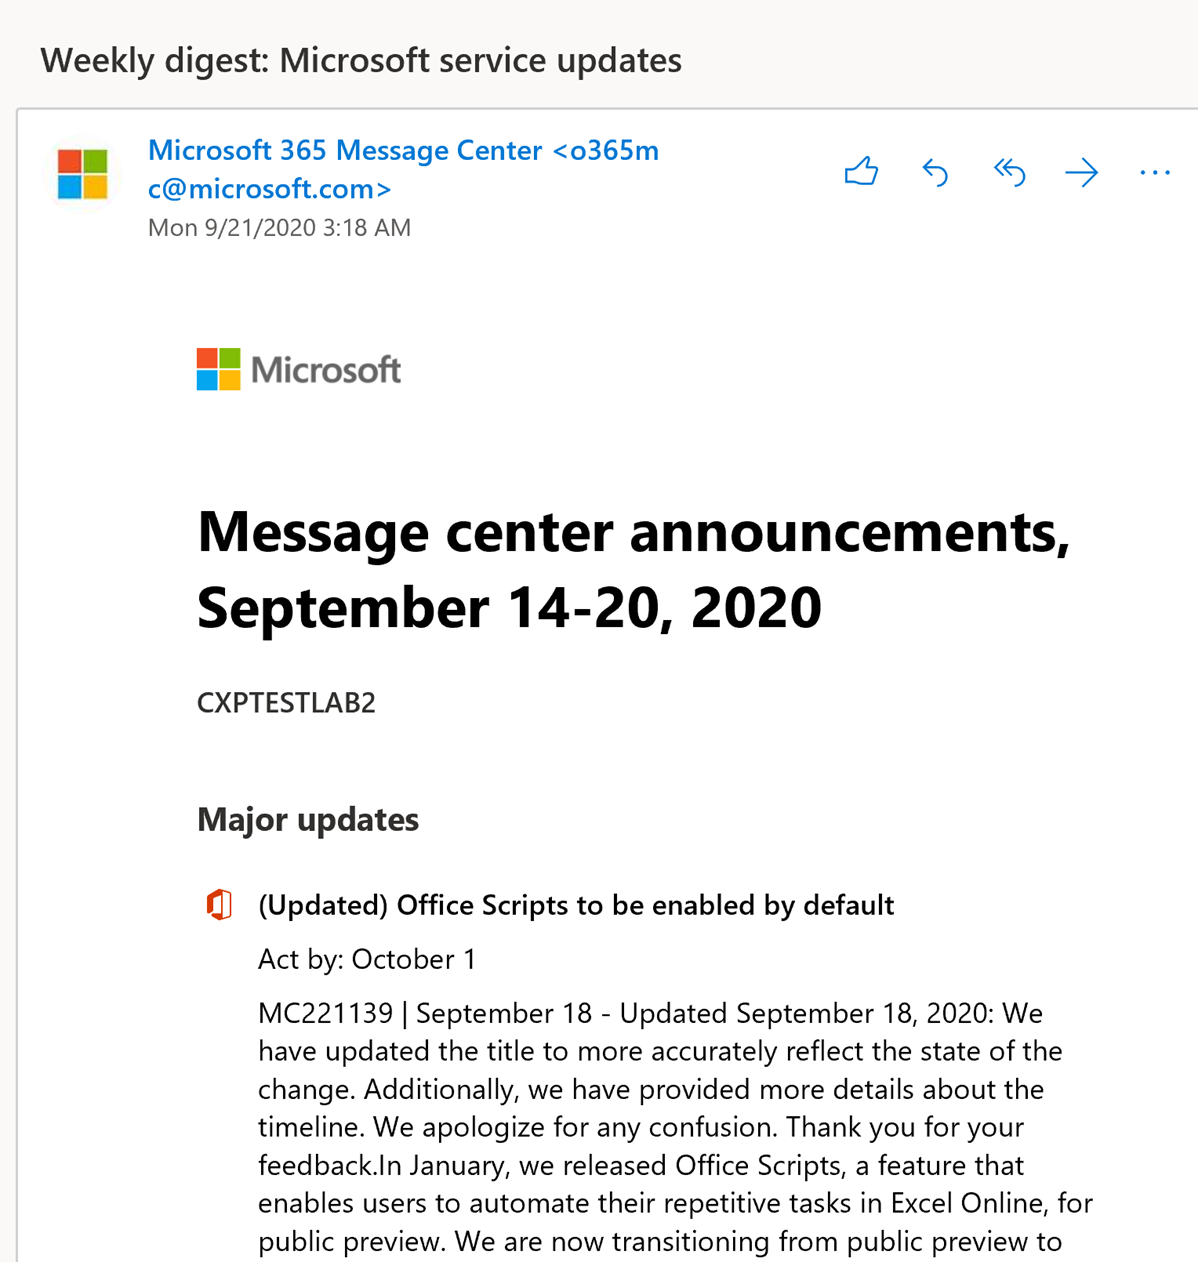 Weekly digest: Microsoft service updates
Microsoft 365 Message Center <o365m
c@microsoft.com>
Mon 9/21/2020 3:18 AM
Microsoft
Message center announcements,
September 14-20, 2020
CXPTESTLAB2
Major updates
(Updated) Office Scripts to be enabled by default
Act by: October 1
MC221139 | September 18 - Updated September 18, 2020: We
have updated the title to more accurately reflect the state of the
change. Additionally, we have provided more details about the
timeline. We apologize for any confusion. Thank you for your
feedback.In January, we released Office Scripts, a feature that
enables users to automate their repetitive tasks in Excel Online, for
public preview. We are now transitioning from public preview to